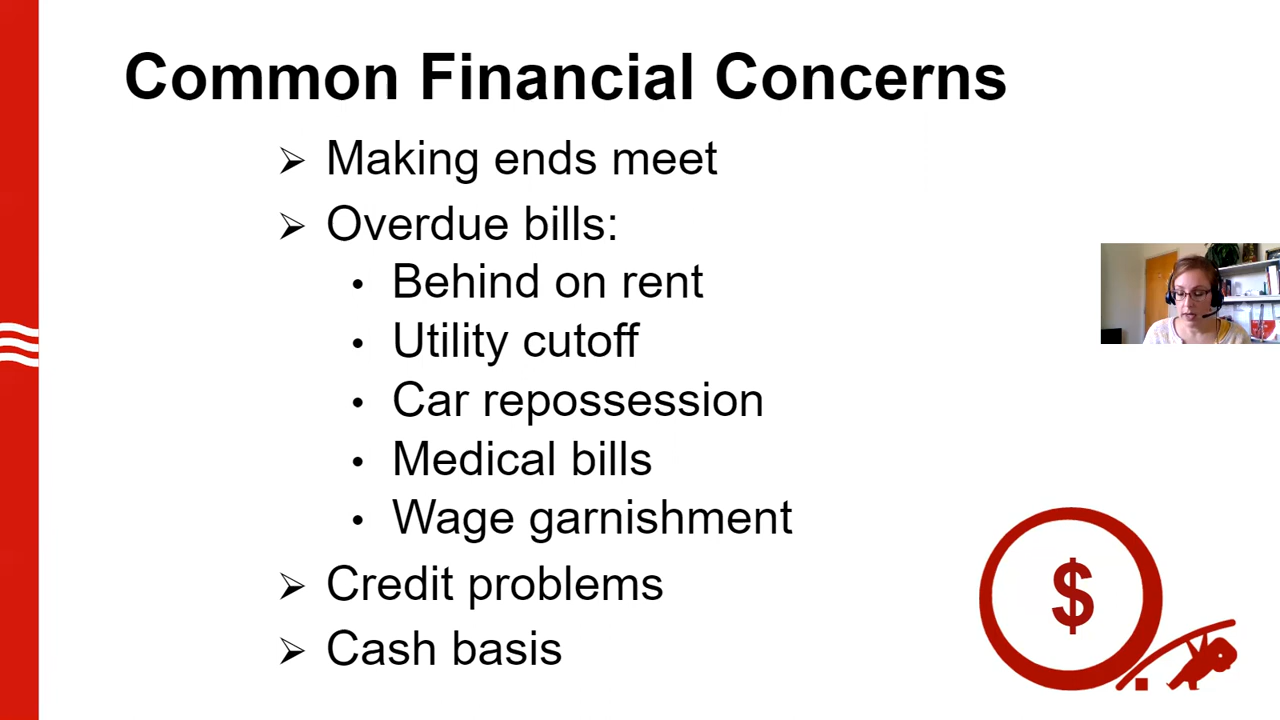 Common Financial Concerns
➢ Making ends meet
➢ Overdue bills:
• Behind on rent
• Utility cutoff
• Car repossession
• Medical bills
• Wage garnishment
➢ Credit problems
➢ Cash basis
$